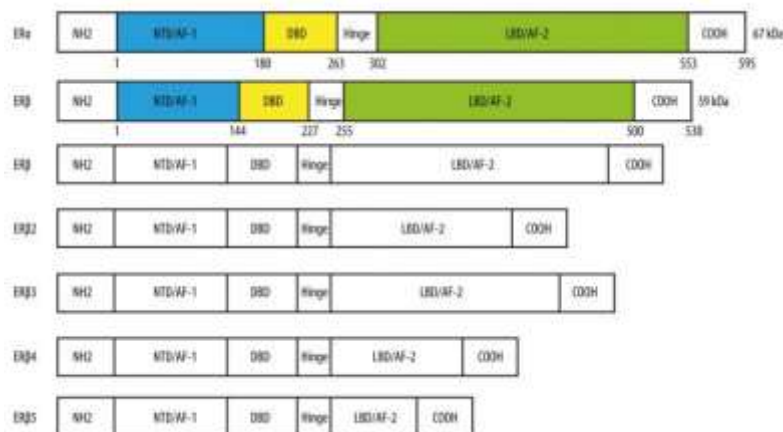 ERα NH2 NTD/AF-1 DBD Hinge LBD/AF-2 COOH 67 kDa
1 180 263 302 553 595
ERβ NH2 NTD/AF-1 DBD Hinge LBD/AF-2 COOH 59 kDa
1 144 227 255 500 538
ERβ NH2 NTD/AF-1 DBD Hinge LBD/AF-2 COOH
ERβ2 NH2 NTD/AF-1 DBD Hinge LBD/AF-2 COOH
ERβ3 NH2 NTD/AF-1 DBD Hinge LBD/AF-2 COOH
ERβ4 NH2 NTD/AF-1 DBD Hinge LBD/AF-2 COOH
ERβ5 NH2 NTD/AF-1 DBD Hinge LBD/AF-2 COOH